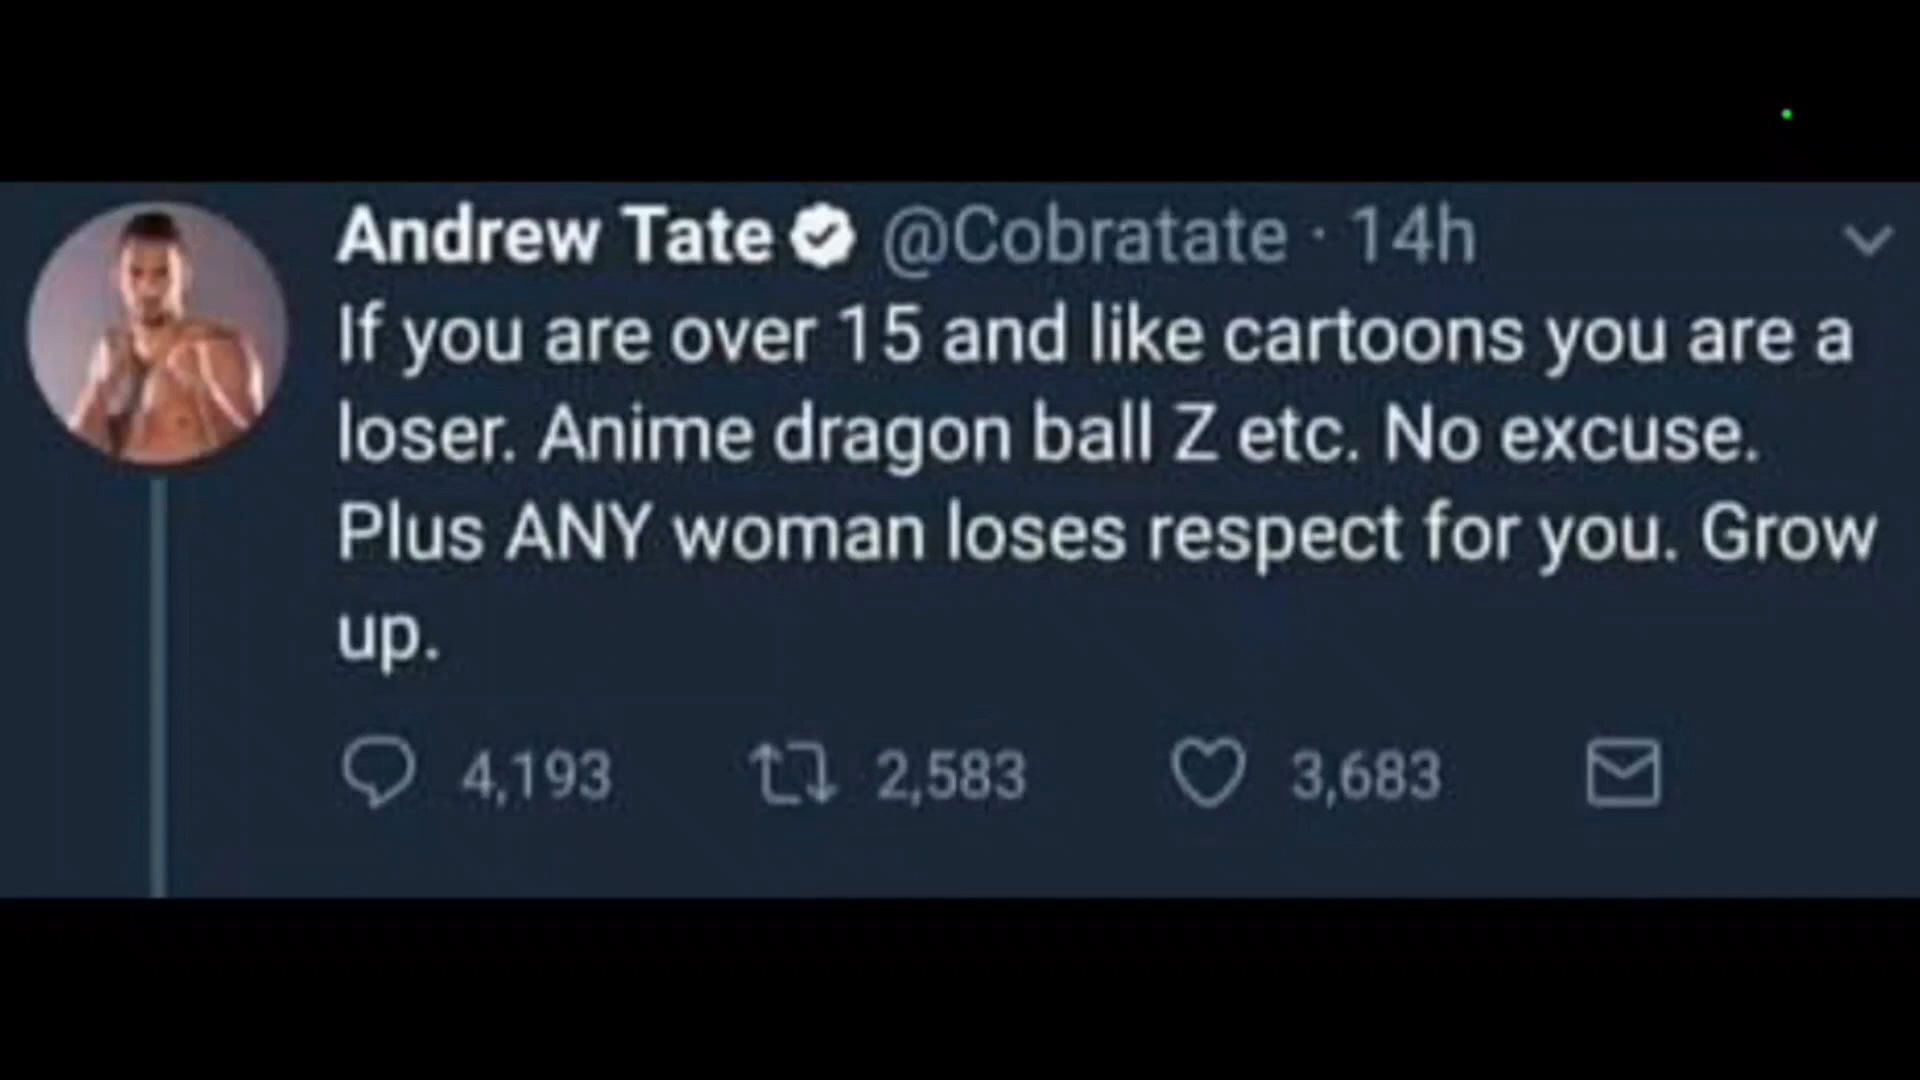 Andrew Tate @Cobratate · 14h
If you are over 15 and like cartoons you are a
loser. Anime dragon ball Z etc. No excuse.
Plus ANY woman loses respect for you. Grow
up.
4,193 2,583 3,683